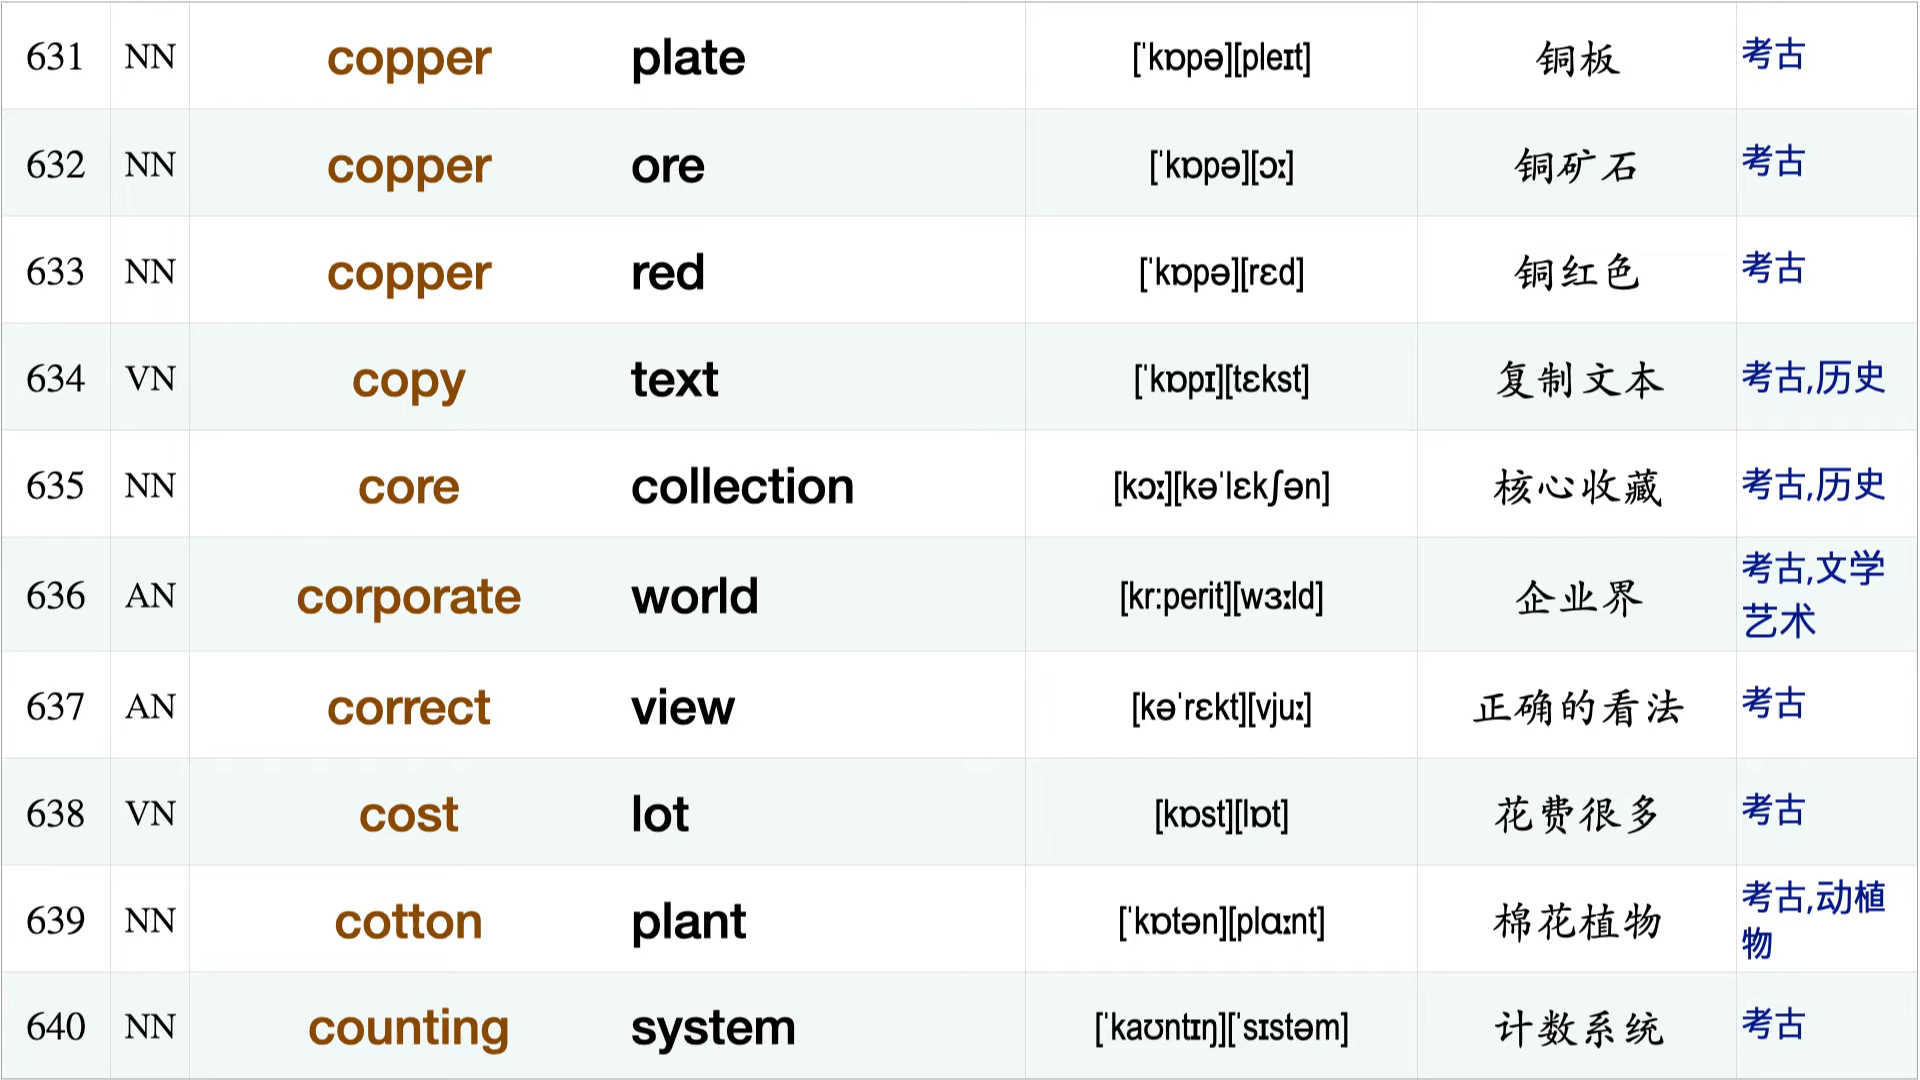 631 NN copper plate [ˈkɒpə][pleɪt] 铜板 考古
632 NN copper ore [ˈkɒpə][ɔː] 铜矿石 考古
633 NN copper red [ˈkɒpə][rɛd] 铜红色 考古
634 VN copy text [ˈkɒpɪ][tɛkst] 复制文本 考古,历史
635 NN core collection [kɔː][kəˈlɛkʃən] 核心收藏 考古,历史
636 AN corporate world [kr:perit][wɜːld] 企业界 考古,文学
艺术
637 AN correct view [kəˈrɛkt][vjuː] 正确的看法 考古
638 VN cost lot [kɒst][lɒt] 花费很多 考古
639 NN cotton plant [ˈkɒtən][plɑːnt] 棉花植物 考古,动植
物
640 NN counting system [ˈkaʊntɪŋ][ˈsɪstəm] 计数系统 考古